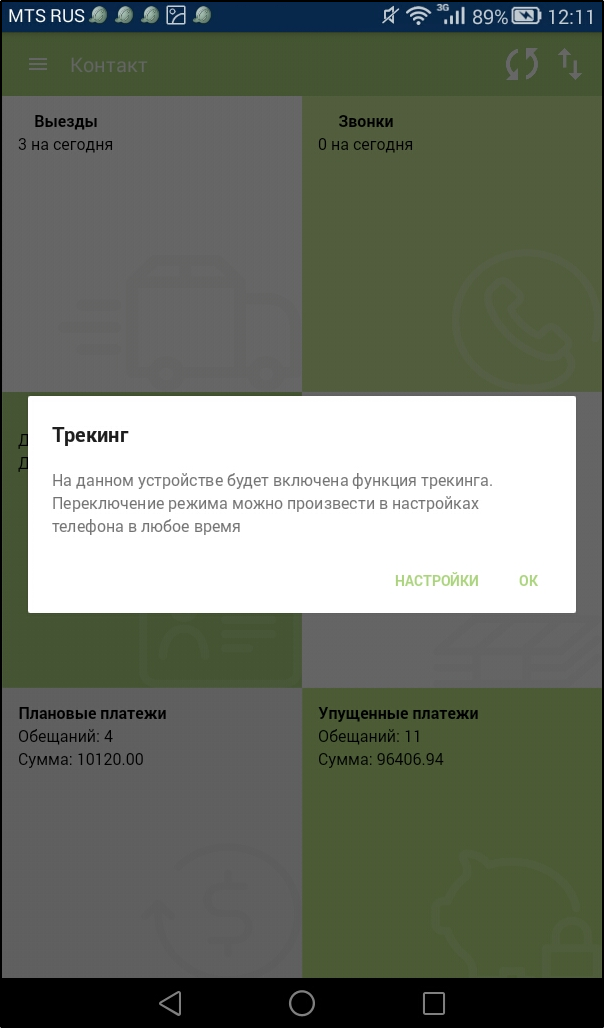 MTS RUS 3G 89% 12:11
Контакт
Выезды
3 на сегодня
Звонки
0 на сегодня
Д
Д
Трекинг
На данном устройстве будет включена функция трекинга.
Переключение режима можно произвести в настройках
телефона в любое время
НАСТРОЙКИ ОК
Плановые платежи
Обещаний: 4
Сумма: 10120.00
Упущенные платежи
Обещаний: 11
Сумма: 96406.94